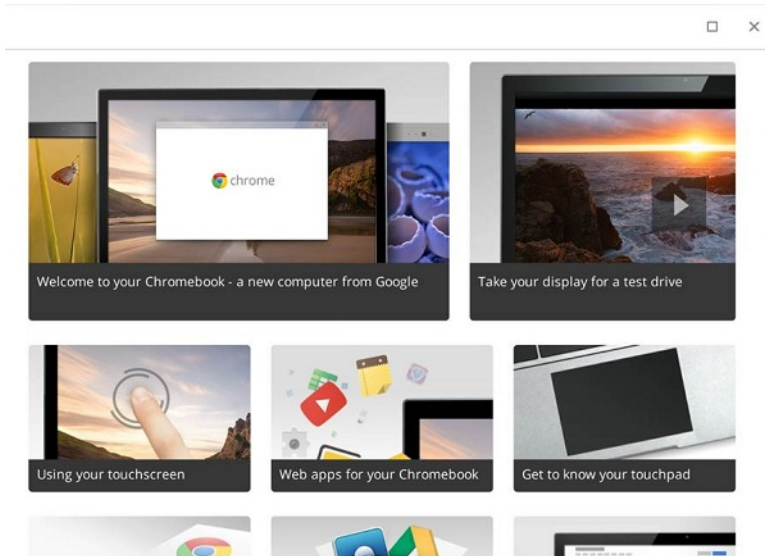 chrome
Welcome to your Chromebook - a new computer from Google
Take your display for a test drive
Using your touchscreen
Web apps for your Chromebook
Get to know your touchpad